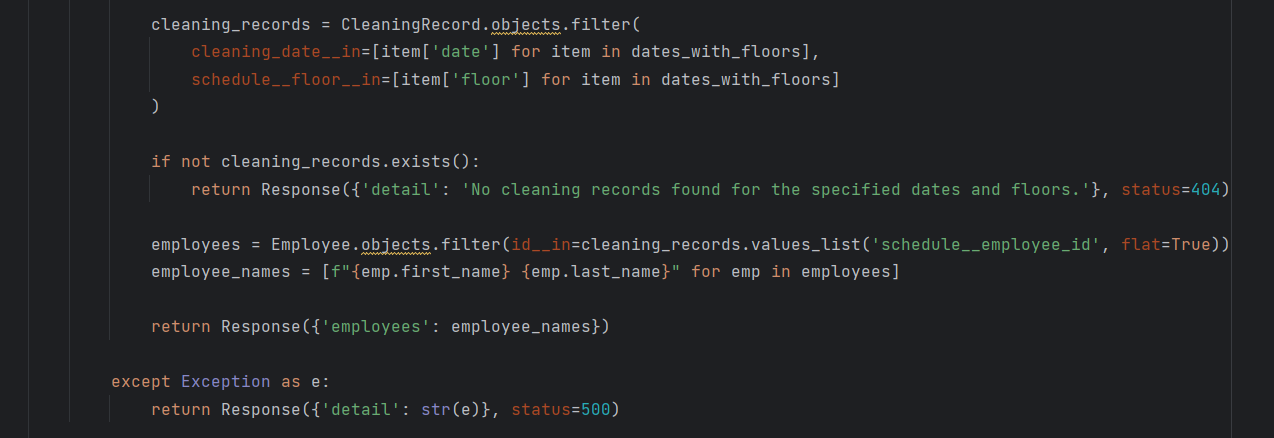 cleaning_records = CleaningRecord.objects.filter(
cleaning_date__in=[item['date'] for item in dates_with_floors],
schedule__floor__in=[item['floor'] for item in dates_with_floors]
)
if not cleaning_records.exists():
return Response({'detail': 'No cleaning records found for the specified dates and floors.'}, status=404)
employees = Employee.objects.filter(id__in=cleaning_records.values_list('schedule__employee_id', flat=True))
employee_names = [f"{emp.first_name} {emp.last_name}" for emp in employees]
return Response({'employees': employee_names})
except Exception as e:
return Response({'detail': str(e)}, status=500)